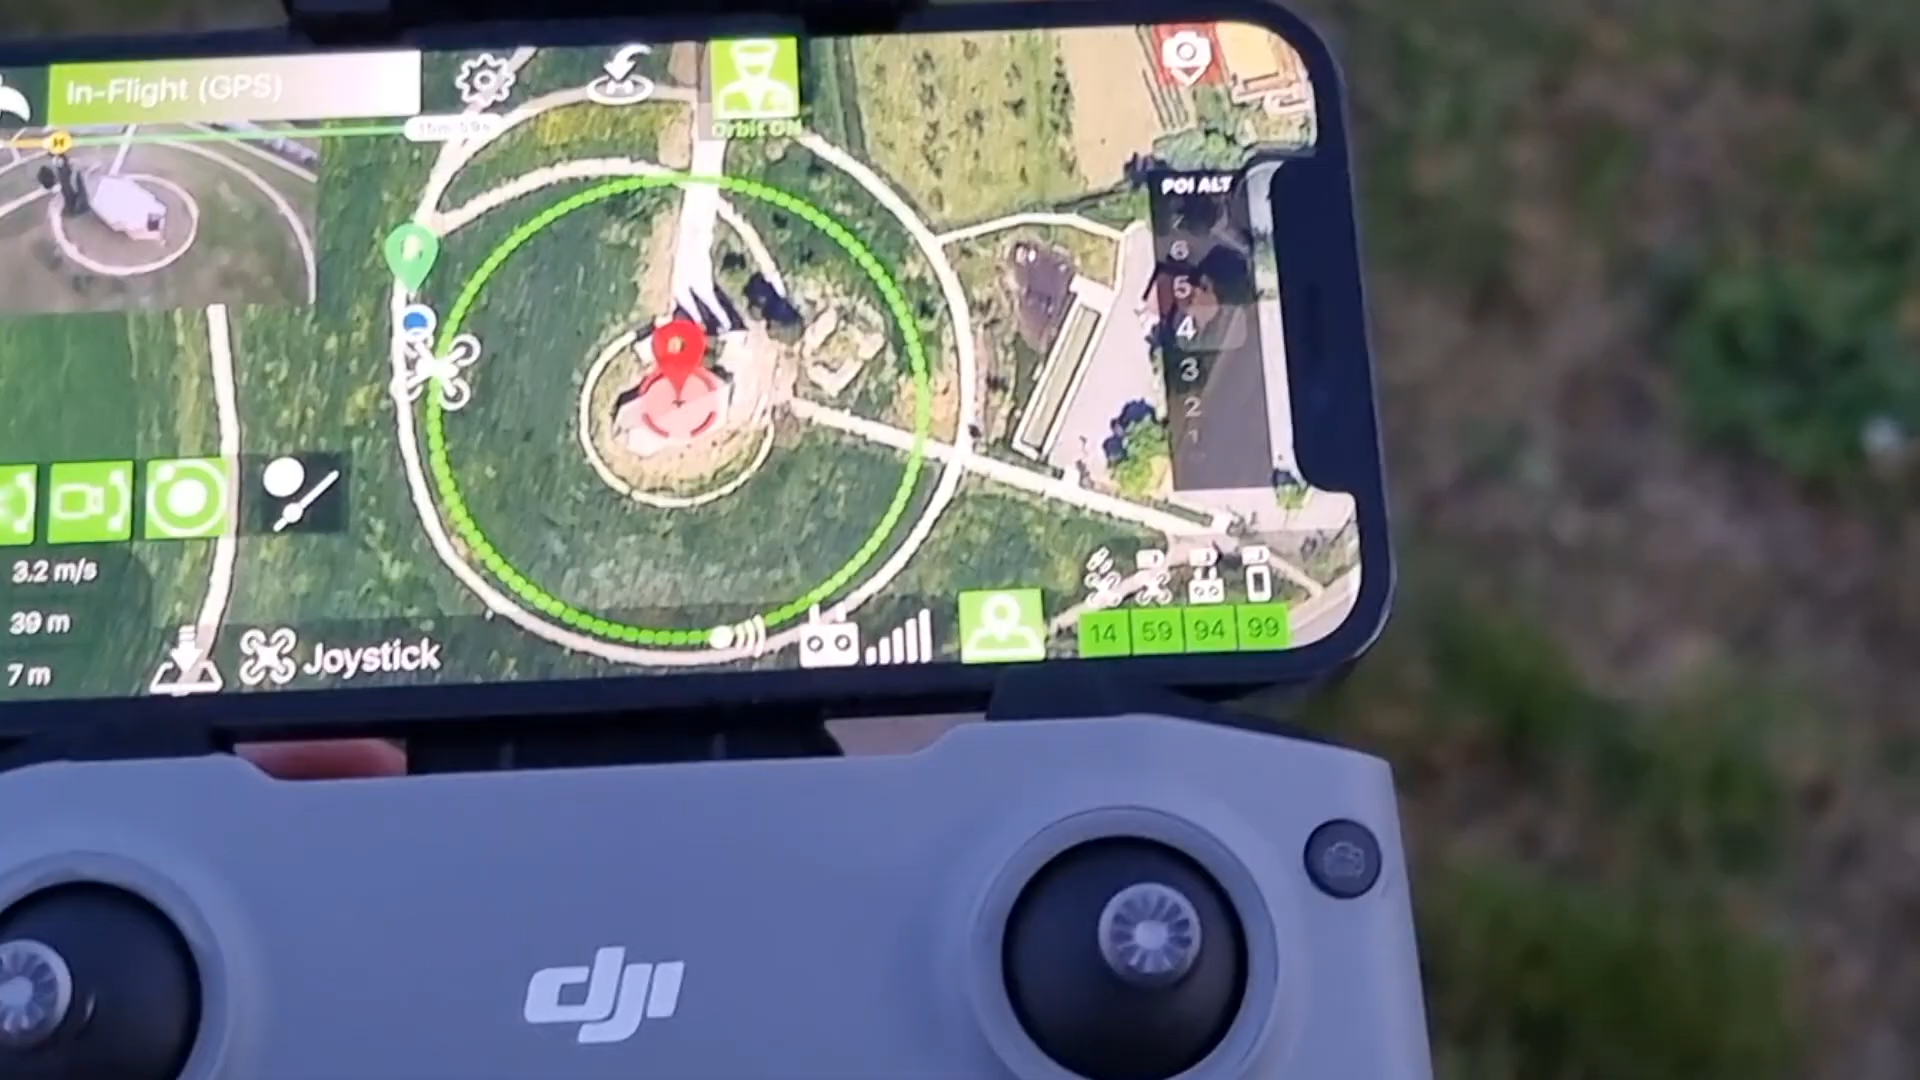 In-Flight (GPS)
Orbit ON
H
POI ALT
7
6
5
4
3
2
1
3.2 m/s
39 m
7 m
Joystick
14 59 94 99
dji